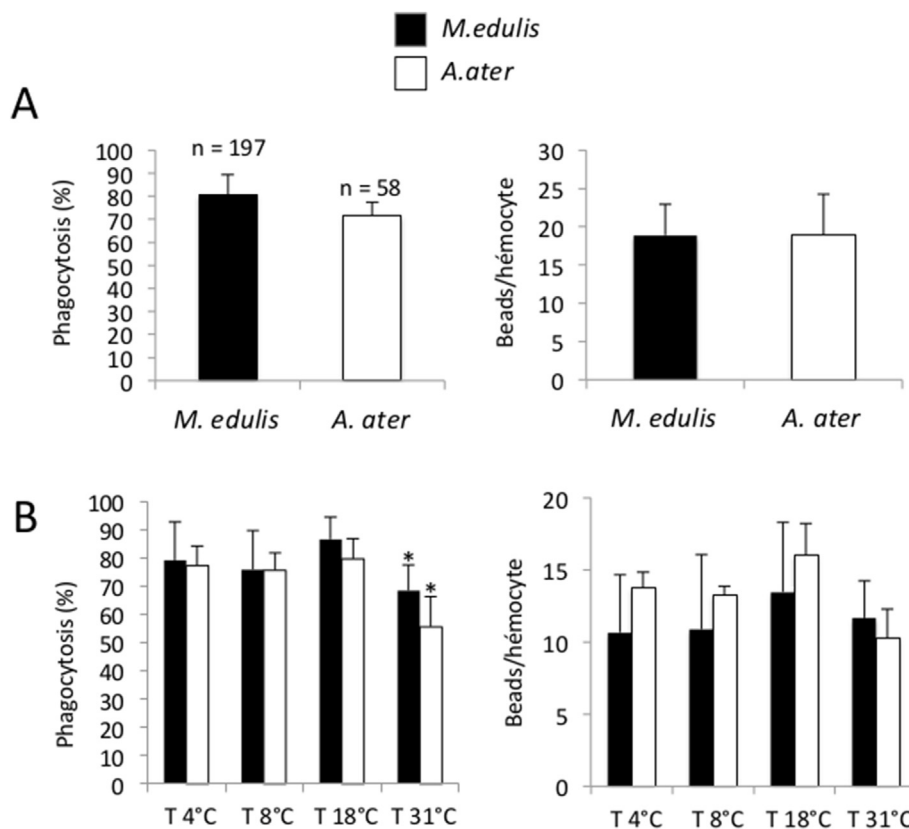 M.edulis
A.ater
A
Phagocytosis (%)
100
90
80
70
60
50
40
30
20
10
0
n = 197
n = 58
M. edulis
A. ater
Beads/hémocyte
30
25
20
15
10
5
0
M. edulis
A. ater
B
Phagocytosis (%)
100
90
80
70
60
50
40
30
20
10
0
*
*
T 4°C T 8°C T 18°C T 31°C
Beads/hémocyte
20
15
10
5
0
T 4°C T 8°C T 18°C T 31°C